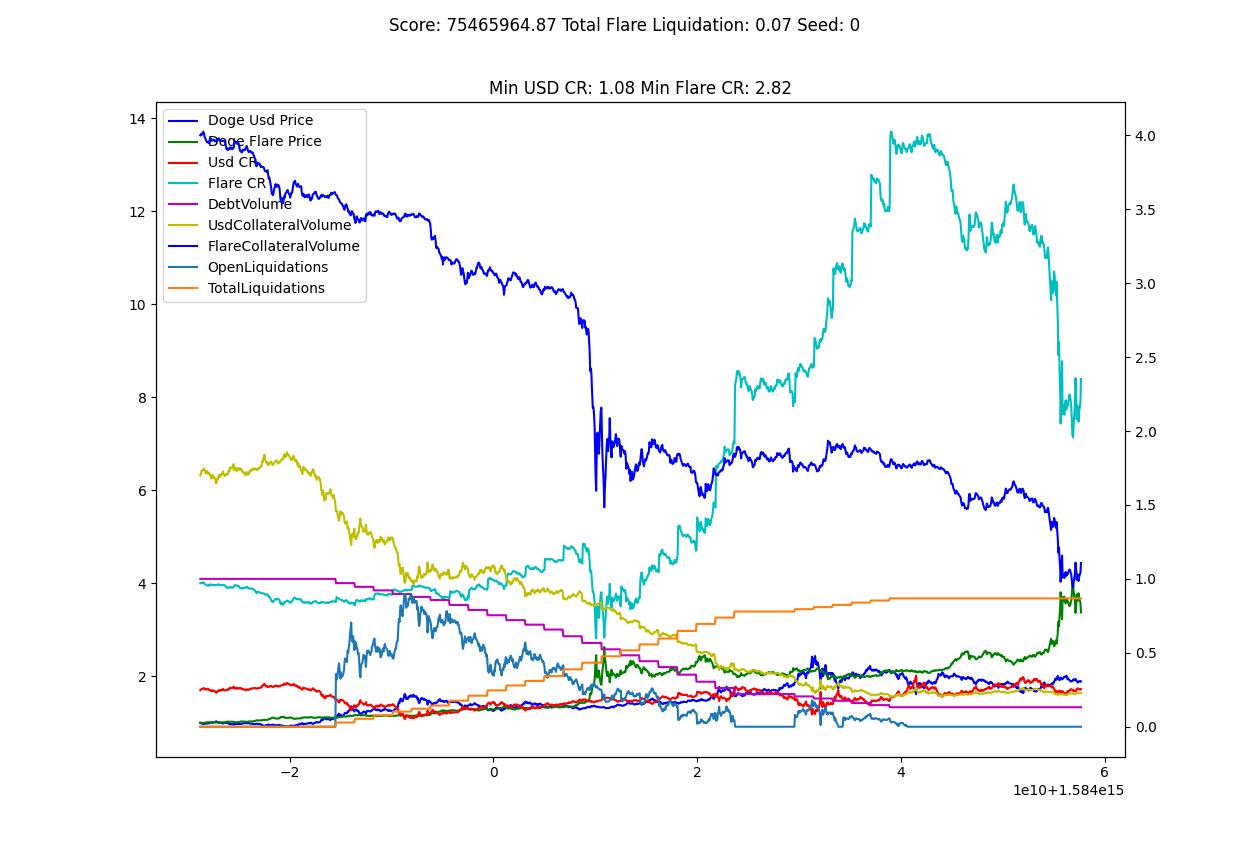 Score: 75465964.87 Total Flare Liquidation: 0.07 Seed: 0
Min USD CR: 1.08 Min Flare CR: 2.82
Doge Usd Price
Doge Flare Price
Usd CR
Flare CR
DebtVolume
UsdCollateralVolume
FlareCollateralVolume
OpenLiquidations
TotalLiquidations
14
12
10
8
6
4
2
4.0
3.5
3.0
2.5
2.0
1.5
1.0
0.5
0.0
−2 0 2 4 6
1e10+1.584e15